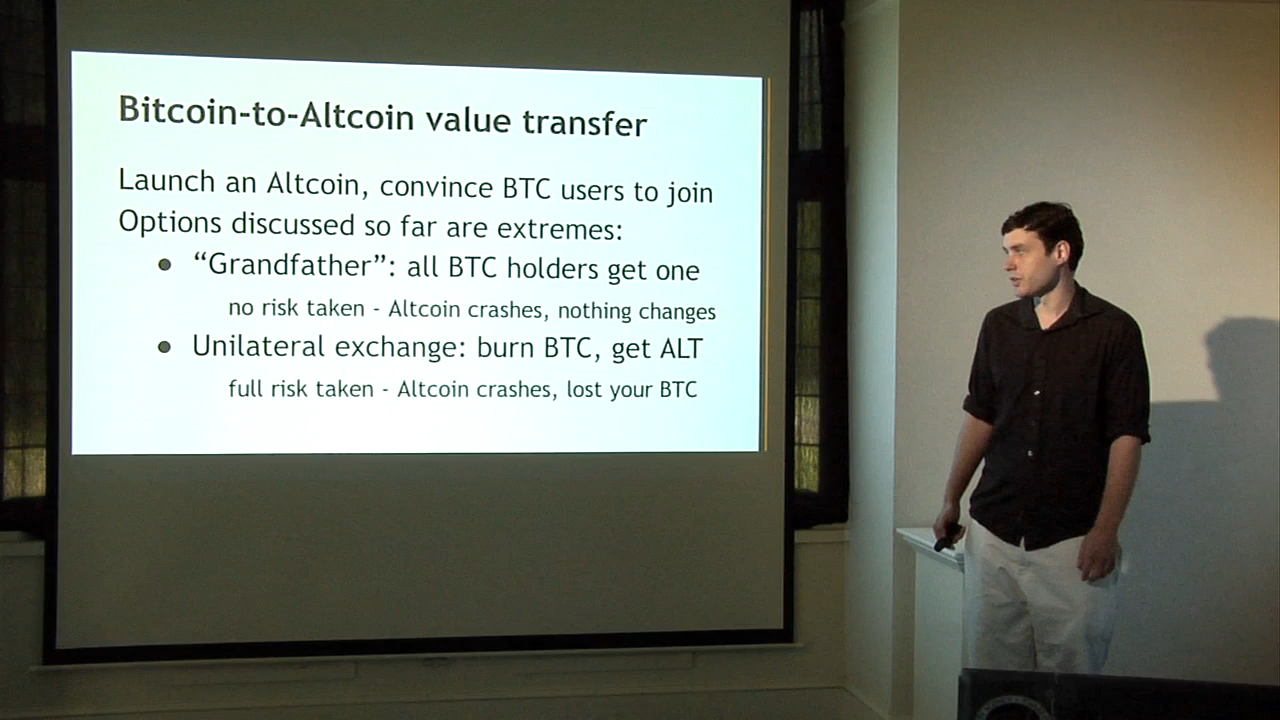 Bitcoin-to-Altcoin value transfer
Launch an Altcoin, convince BTC users to join
Options discussed so far are extremes:
● “Grandfather”: all BTC holders get one
no risk taken - Altcoin crashes, nothing changes
● Unilateral exchange: burn BTC, get ALT
full risk taken - Altcoin crashes, lost your BTC